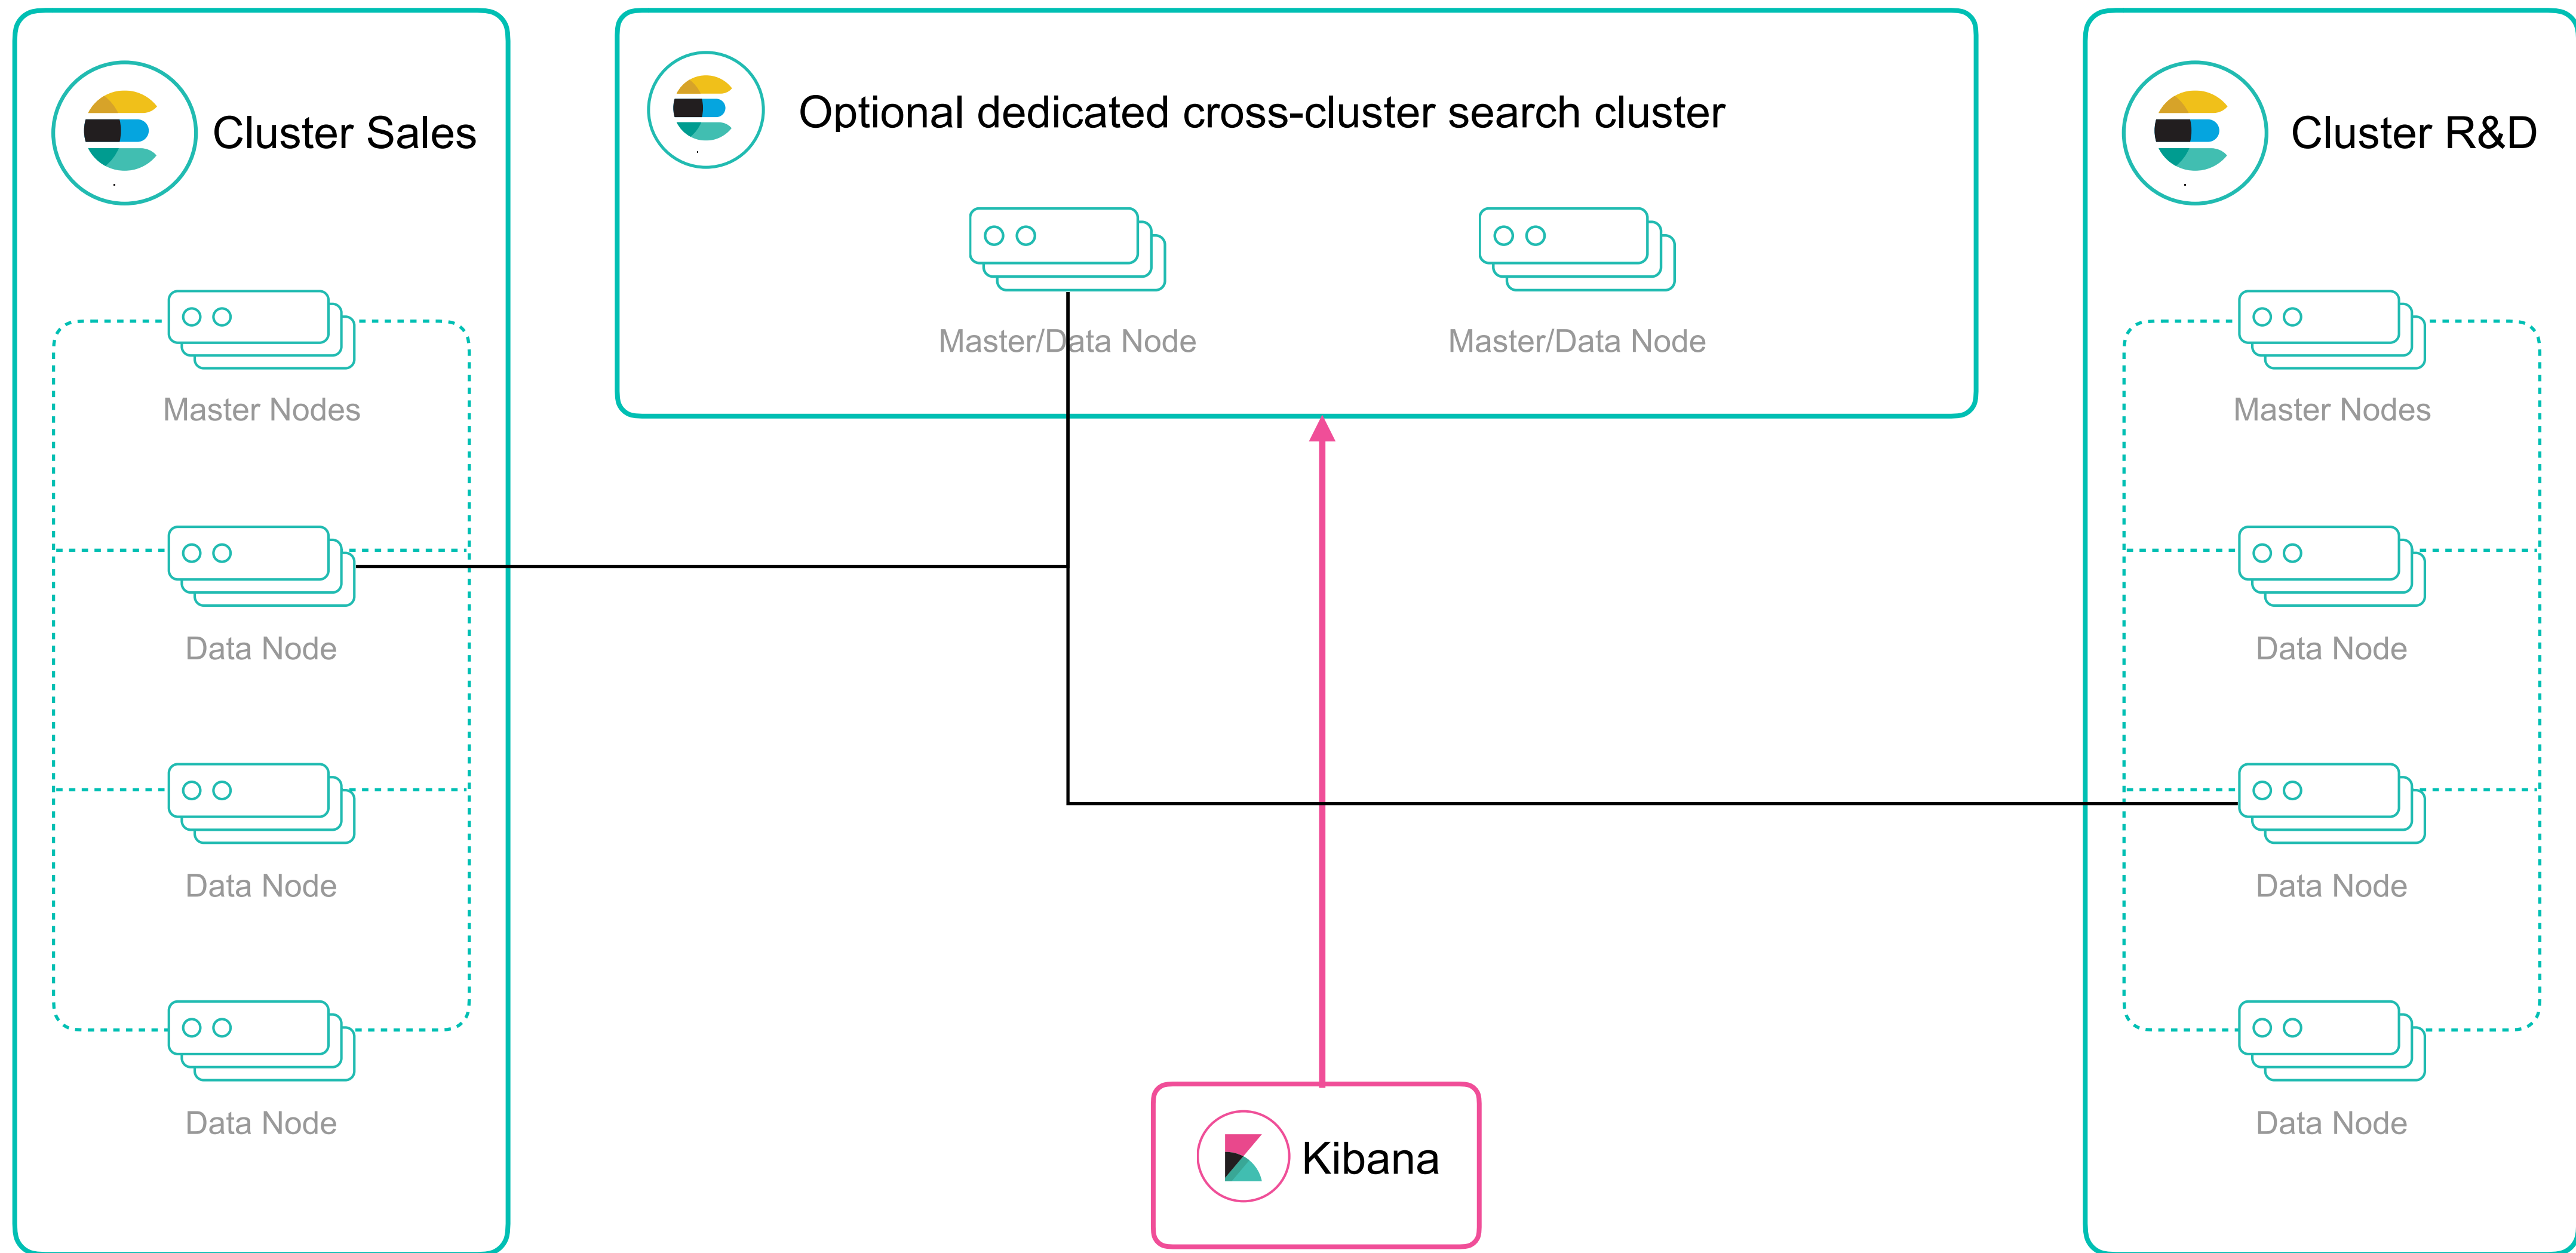 Cluster Sales
Master Nodes
Data Node
Data Node
Data Node
Optional dedicated cross-cluster search cluster
Master/Data Node
Master/Data Node
Kibana
Cluster R&D
Master Nodes
Data Node
Data Node
Data Node